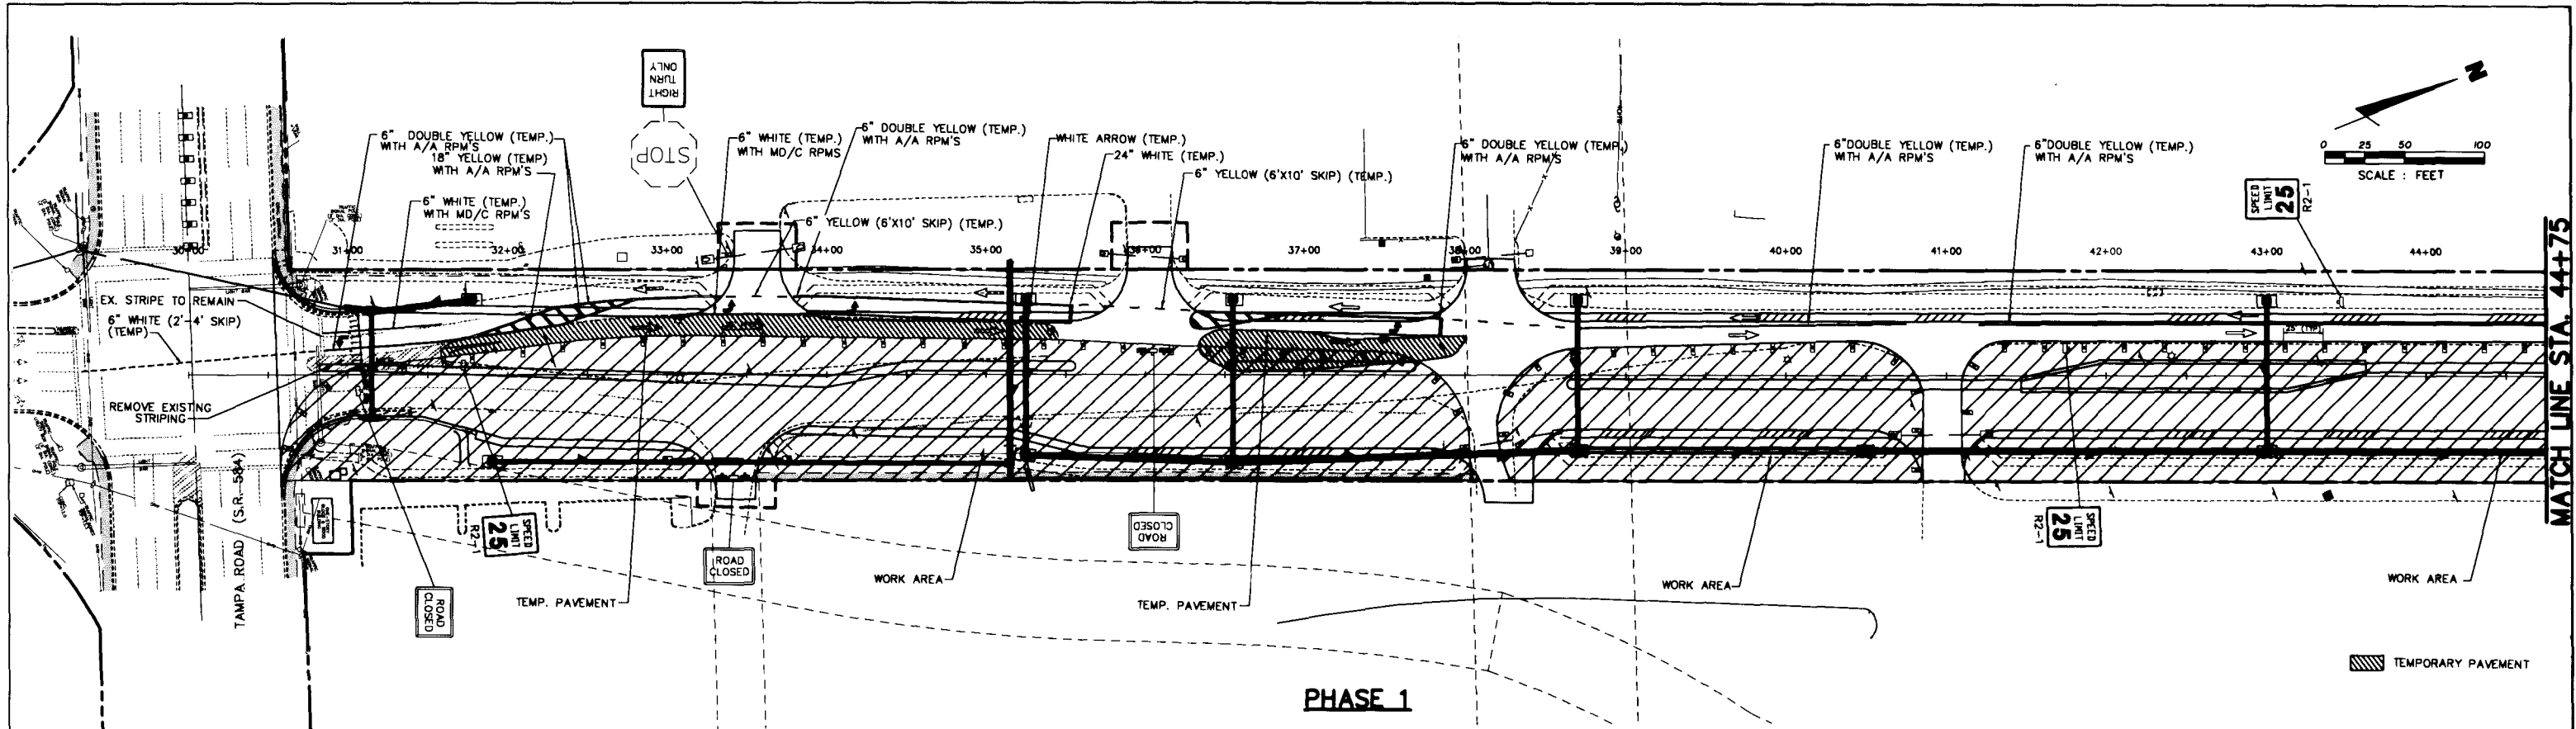 RIGHT
TURN
ONLY
STOP
6" DOUBLE YELLOW (TEMP.)
WITH A/A RPM'S
18" YELLOW (TEMP)
WITH A/A RPM'S
6" WHITE (TEMP.)
WITH MD/C RPM'S
6" WHITE (TEMP.)
WITH MD/C RPMS
6" DOUBLE YELLOW (TEMP.)
WITH A/A RPM'S
6" YELLOW (6'X10' SKIP) (TEMP.)
WHITE ARROW (TEMP.)
24" WHITE (TEMP.)
6" YELLOW (6'X10' SKIP) (TEMP.)
6" DOUBLE YELLOW (TEMP.)
WITH A/A RPM'S
6"DOUBLE YELLOW (TEMP.)
WITH A/A RPM'S
6"DOUBLE YELLOW (TEMP.)
WITH A/A RPM'S
N
0 25 50 100
SCALE : FEET
SPEED
LIMIT
25
R2-1
30+00 31+00 32+00 33+00 34+00 35+00 36+00 37+00 38+00 39+00 40+00 41+00 42+00 43+00 44+00
EX. STRIPE TO REMAIN
6" WHITE (2'-4' SKIP)
(TEMP)
25' (TYP)
REMOVE EXISTING
STRIPING
TAMPA ROAD (S.R. 584)
ROAD
CLOSED
SPEED
LIMIT
25
R2-1
TEMP. PAVEMENT
ROAD
CLOSED
WORK AREA
ROAD
CLOSED
TEMP. PAVEMENT
WORK AREA
SPEED
LIMIT
25
R2-1
WORK AREA
MATCH LINE STA. 44+75
TEMPORARY PAVEMENT
PHASE 1